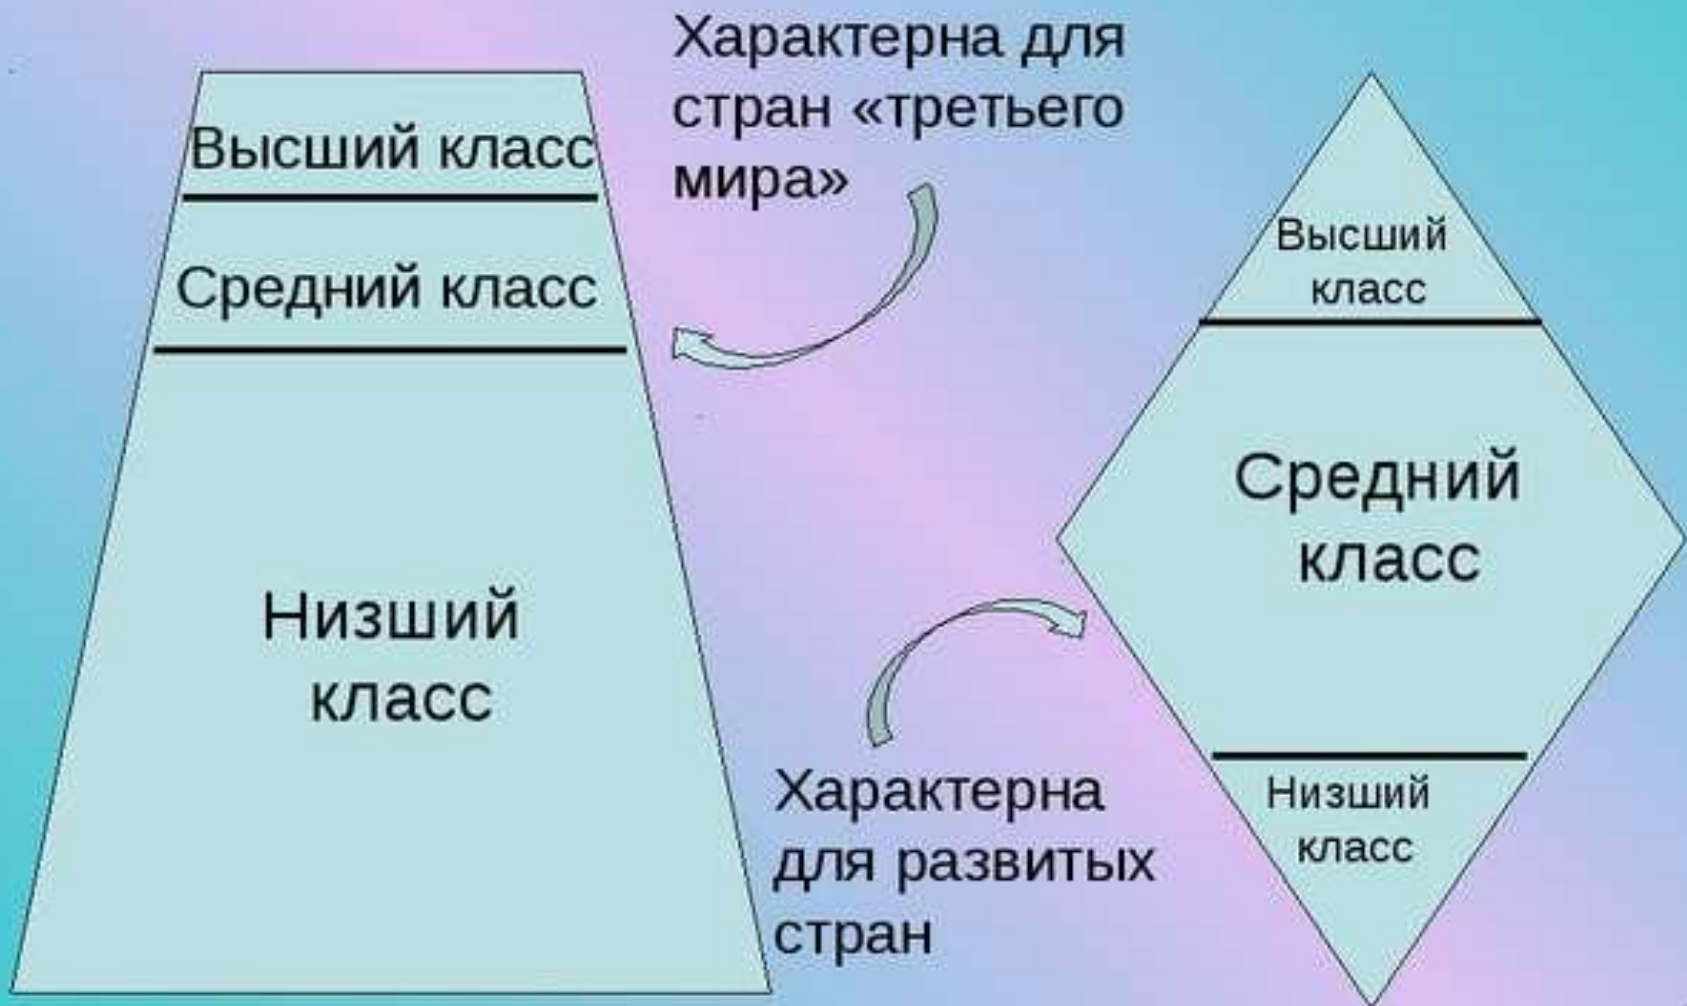 Характерна для
стран «третьего
мира»
Высший класс
Средний класс
Низший
класс
Высший
класс
Средний
класс
Низший
класс
Характерна
для развитых
стран